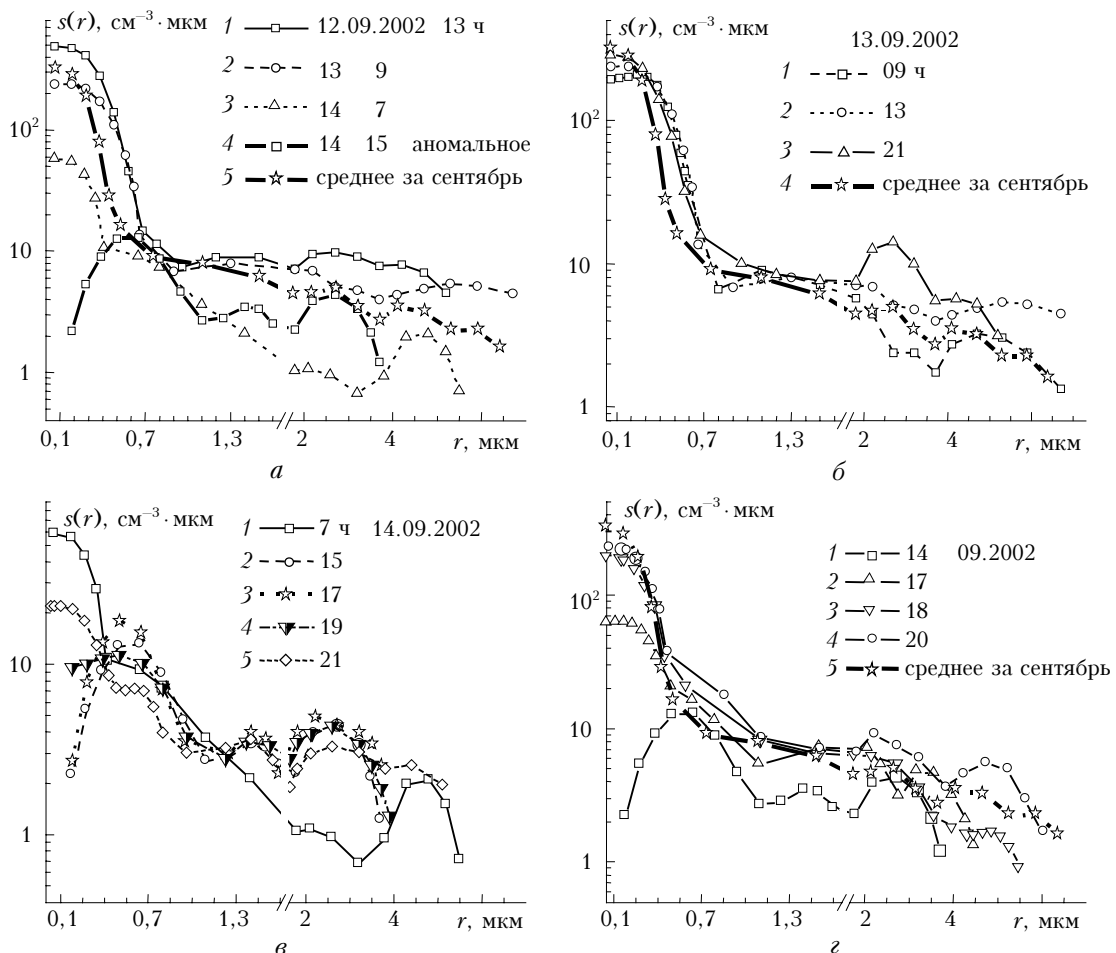 s(r), см⁻³ · мкм
1 12.09.2002 13 ч
2 13 9
3 14 7
4 14 15 аномальное
5 среднее за сентябрь
10²
10
1
0,1 0,7 1,3 2 4 r, мкм
а
s(r), см⁻³ · мкм
13.09.2002
1 09 ч
2 13
3 21
4 среднее за сентябрь
10²
10
1
0,1 0,7 1,3 2 4 r, мкм
б
s(r), см⁻³ · мкм
1 7 ч 14.09.2002
2 15
3 17
4 19
5 21
10
1
0,1 0,7 1,3 2 4 r, мкм
в
s(r), см⁻³ · мкм
1 14 09.2002
2 17
3 18
4 20
5 среднее за сентябрь
10²
10
1
0,1 0,7 1,3 2 4 r, мкм
г